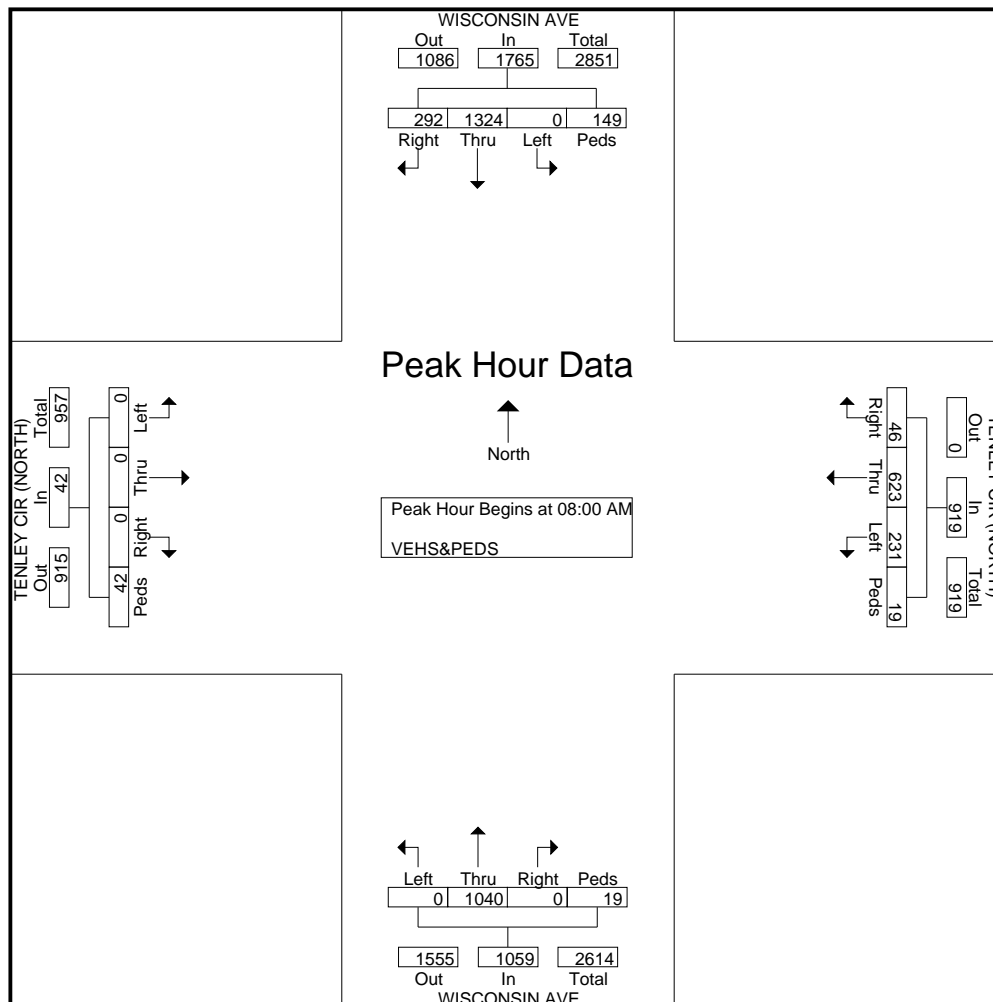 WISCONSIN AVE
Out In Total
1086 1765 2851
292 1324 0 149
Right Thru Left Peds
Peak Hour Data
North
Peak Hour Begins at 08:00 AM
VEHS&PEDS
TENLEY CIR (NORTH)
Out In Total
915 42 957
0 0 0 42
Left Thru Right Peds
TENLEY CIR (NORTH)
Out In Total
0 919 919
46 623 231 19
Right Thru Left Peds
Left Thru Right Peds
0 1040 0 19
1555 1059 2614
Out In Total
WISCONSIN AVE